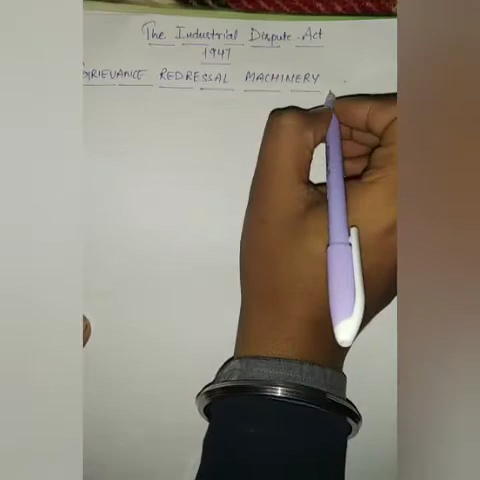 The Industrial Dispute Act
1947
GRIEVANCE REDRESSAL MACHINERY